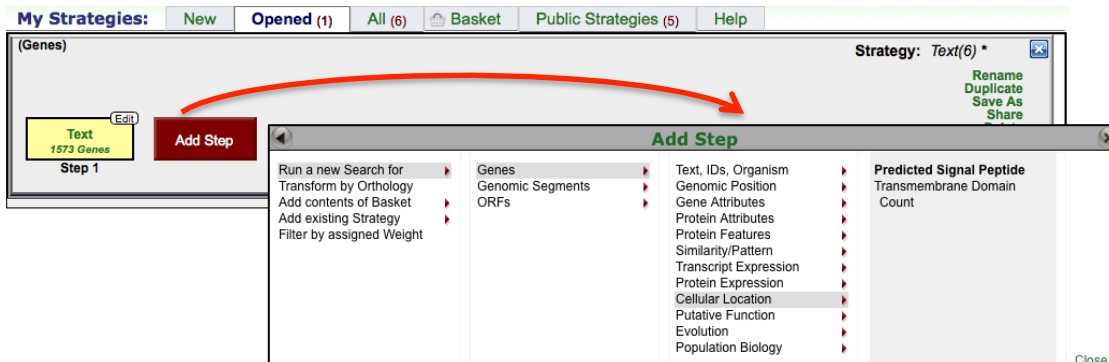 My Strategies: New Opened (1) All (6) Basket Public Strategies (5) Help
(Genes)
Strategy: Text(6) *
Rename
Duplicate
Save As
Share
Edit
Text
1573 Genes
Step 1
Add Step
Add Step
Run a new Search for
Transform by Orthology
Add contents of Basket
Add existing Strategy
Filter by assigned Weight
Genes
Genomic Segments
ORFs
Text, IDs, Organism
Genomic Position
Gene Attributes
Protein Attributes
Protein Features
Similarity/Pattern
Transcript Expression
Protein Expression
Cellular Location
Putative Function
Evolution
Population Biology
Predicted Signal Peptide
Transmembrane Domain
Count
Close